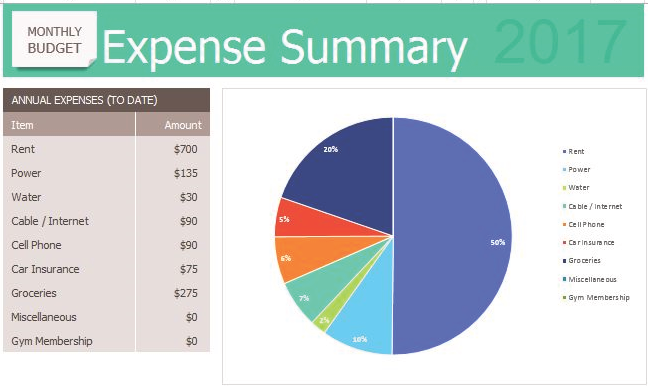 MONTHLY
BUDGET
Expense Summary 2017
ANNUAL EXPENSES (TO DATE)
Item Amount
Rent $700
Power $135
Water $30
Cable / Internet $90
Cell Phone $90
Car Insurance $75
Groceries $275
Miscellaneous $0
Gym Membership $0
20%
5%
6%
7%
2%
10%
50%
Rent
Power
Water
Cable / Internet
Cell Phone
Car Insurance
Groceries
Miscellaneous
Gym Membership